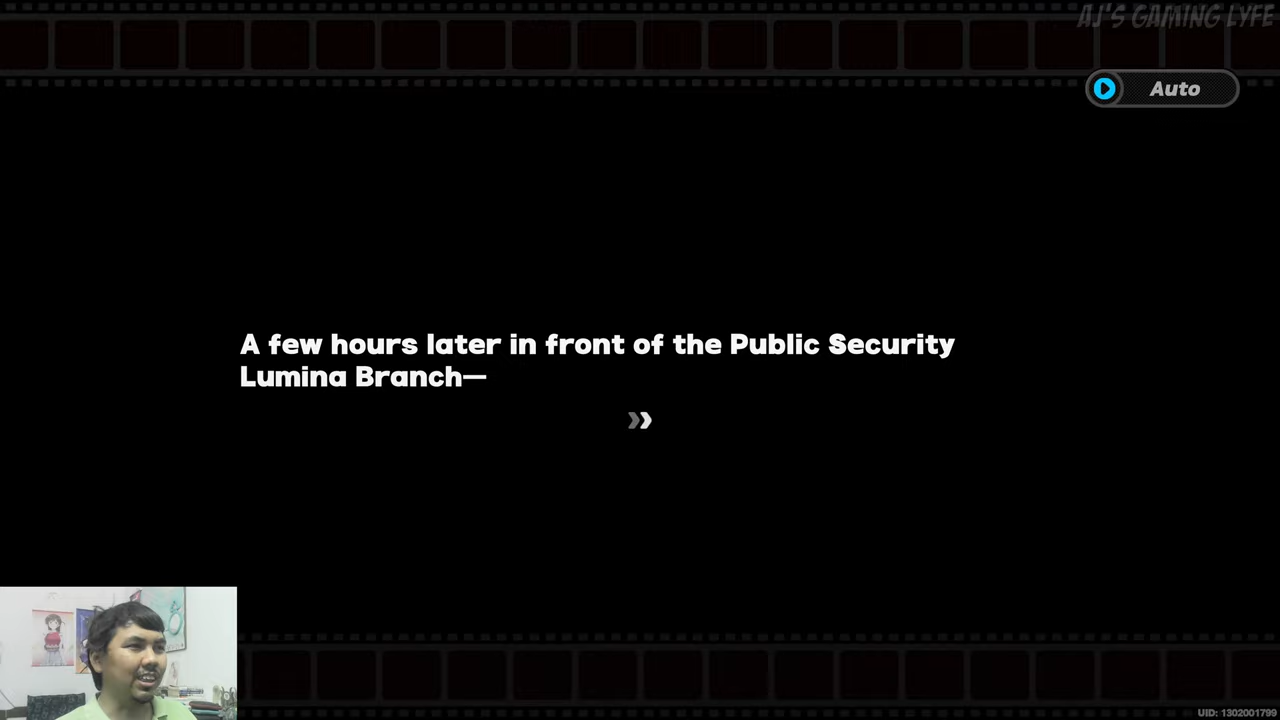 AJ'S GAMING LYFE
Auto
A few hours later in front of the Public Security
Lumina Branch—
UID: 1302001799